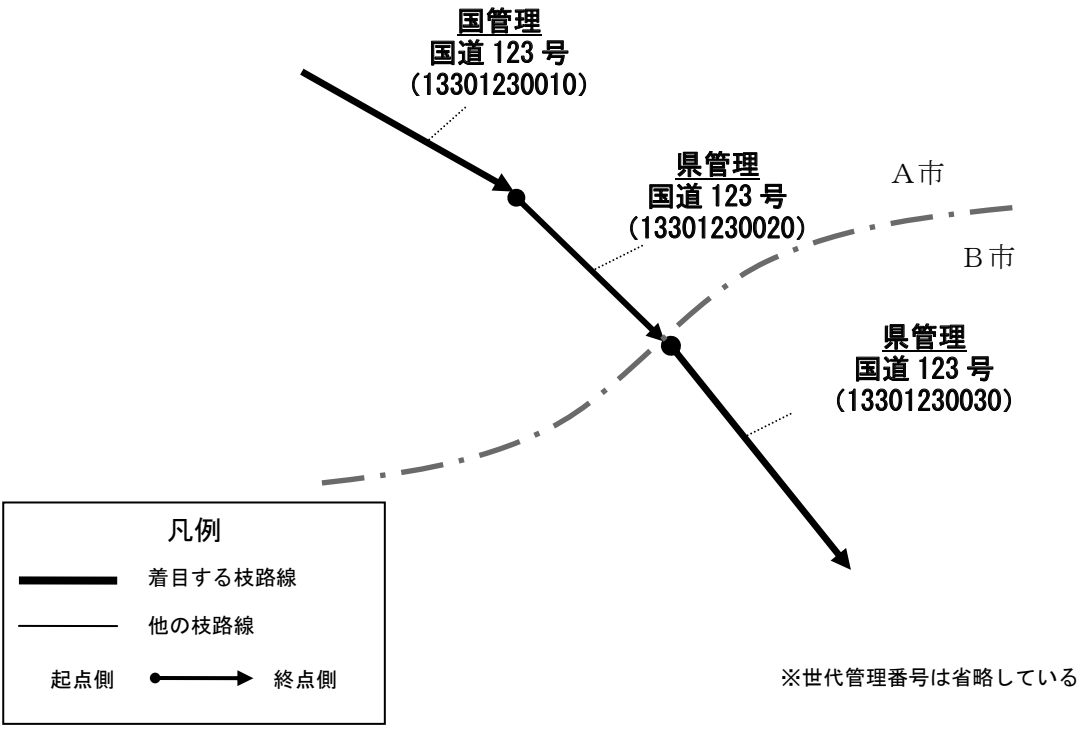 国管理
国道 123 号
（13301230010）
県管理
国道 123 号
（13301230020）
Ａ市
Ｂ市
県管理
国道 123 号
（13301230030）
凡例
着目する枝路線
他の枝路線
起点側
終点側
※世代管理番号は省略している